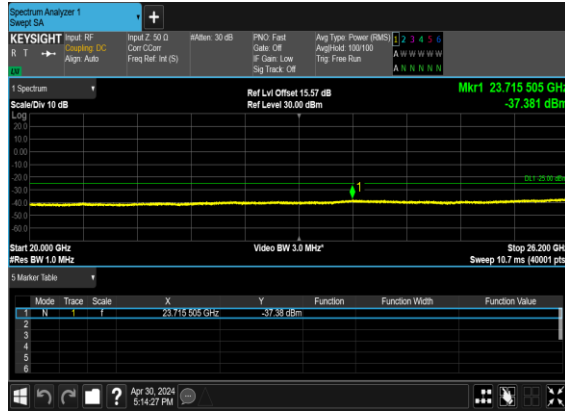 Spectrum Analyzer 1
Swept SA
+
KEYSIGHT Input: RF Input Z: 50 Ω #Atten: 30 dB PNO: Fast Avg Type: Power (RMS) 1 2 3 4 5 6
R T Coupling: DC Corr CCorr Gate: Off Avg|Hold: 100/100 A W W W W W
Align: Auto Freq Ref: Int (S) IF Gain: Low Trig: Free Run
Sig Track: Off A N N N N N
1 Spectrum
Ref Lvl Offset 15.57 dB Mkr1 23.715 505 GHz
Scale/Div 10 dB Ref Level 30.00 dBm -37.381 dBm
Log
20.0
10.0
0.00
-10.0
-20.0
DL1 -25.00 dBm
-30.0
1
-40.0
-50.0
-60.0
Start 20.000 GHz Video BW 3.0 MHz* Stop 26.200 GHz
#Res BW 1.0 MHz Sweep 10.7 ms (40001 pts)
5 Marker Table
Mode Trace Scale X Y Function Function Width Function Value
1 N 1 f 23.715 505 GHz -37.38 dBm
2
3
4
5
6
? Apr 30, 2024
5:14:27 PM